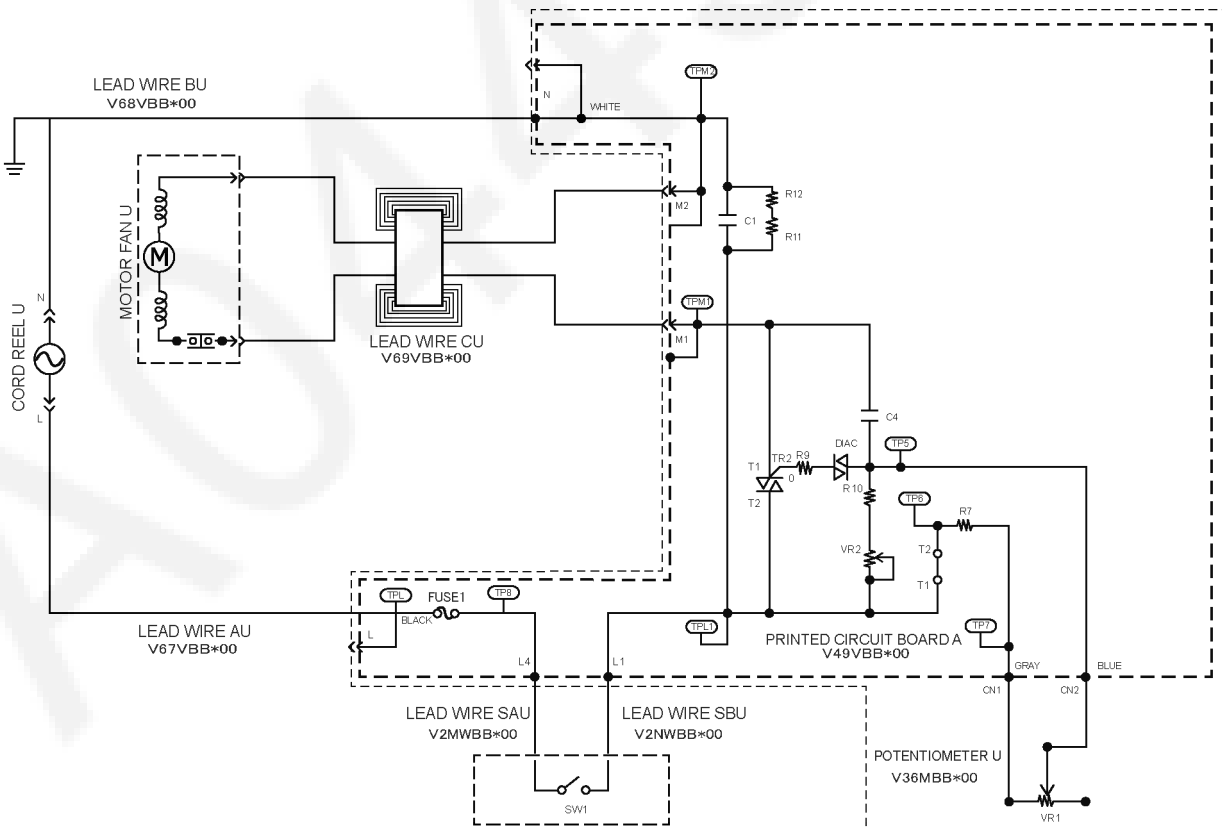 LEAD WIRE BU
V68VBB*00
N
WHITE
TPM2
M2
R12
C1
R11
MOTOR FAN U
M
TPM1
M1
LEAD WIRE CU
V69VBB*00
CORD REEL U
N
L
C4
DIAC
TP5
T1
TR2
R9
0
R10
T2
TP6
R7
VR2
T2
T1
TPL
FUSE1
TP8
BLACK
L
LEAD WIRE AU
V67VBB*00
TPL1
PRINTED CIRCUIT BOARD A
V49VBB*00
TP7
L4
L1
GRAY
BLUE
CN1
CN2
LEAD WIRE SAU
V2MWBB*00
LEAD WIRE SBU
V2NWBB*00
POTENTIOMETER U
V36MBB*00
SW1
VR1